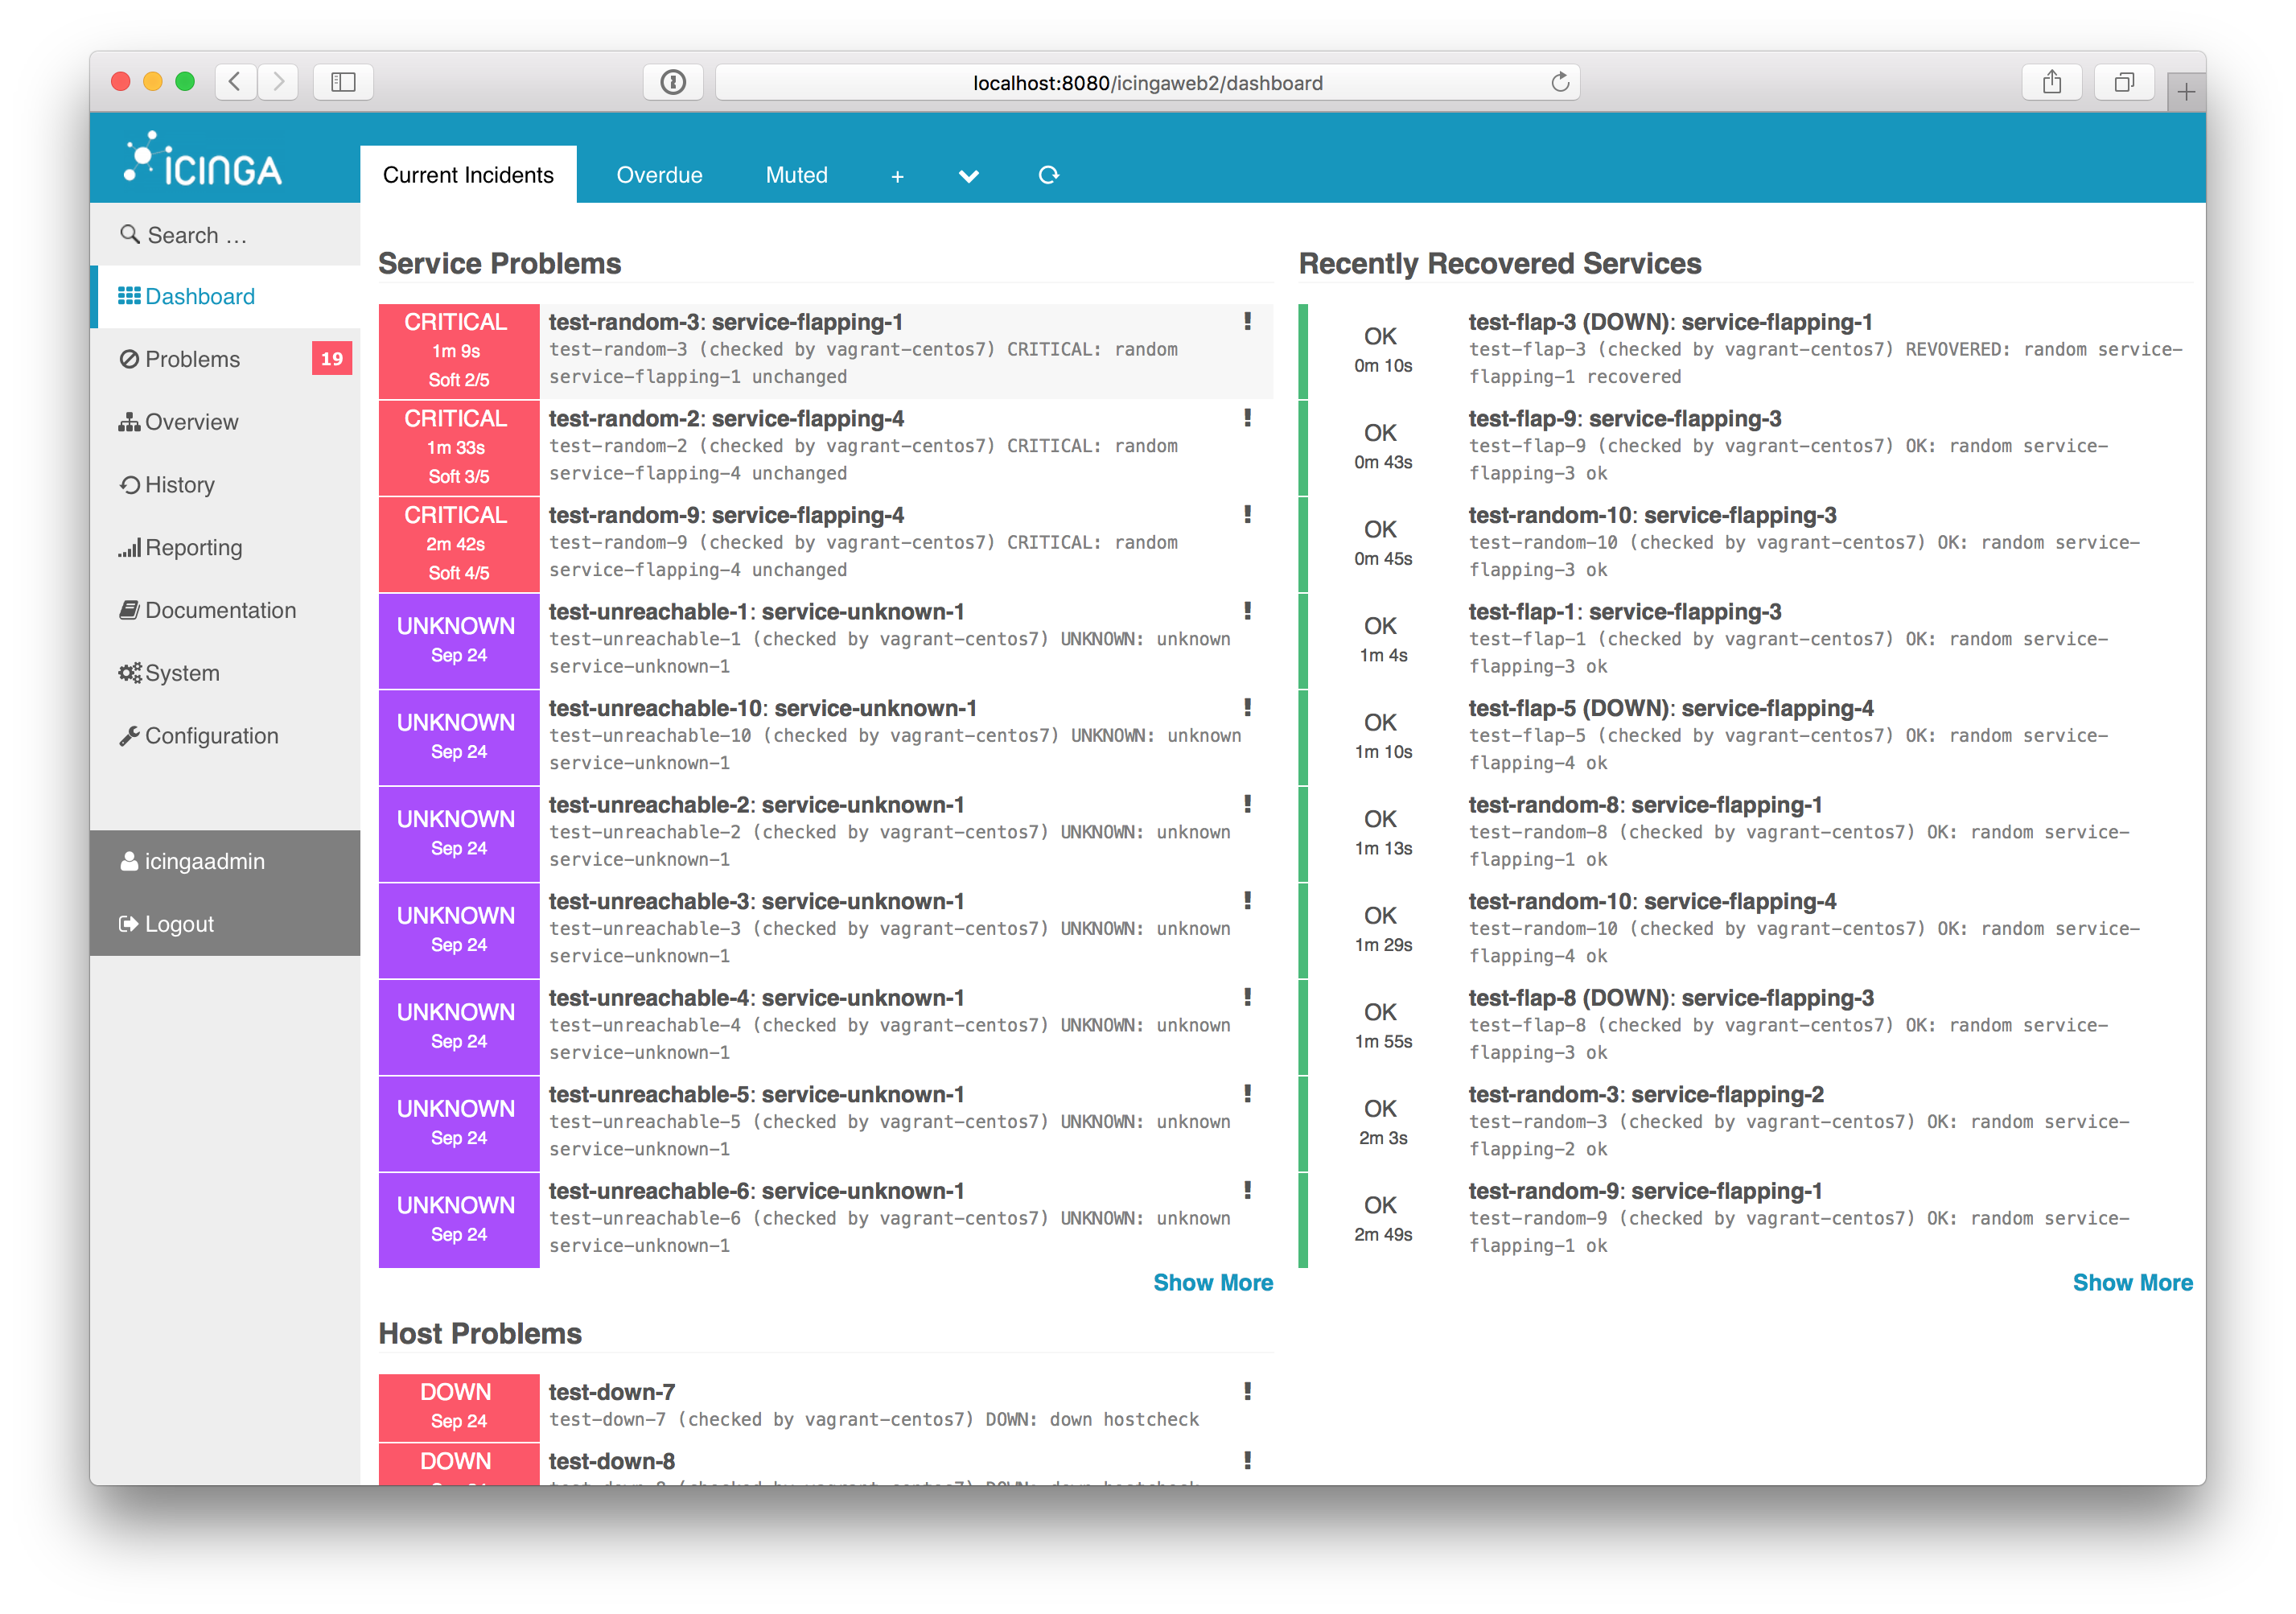 localhost:8080/icingaweb2/dashboard
icinga
Current Incidents
Overdue
Muted
+
Search …
Dashboard
Problems
19
Overview
History
Reporting
Documentation
System
Configuration
icingaadmin
Logout
Service Problems
CRITICAL
1m 9s
Soft 2/5
test-random-3: service-flapping-1
test-random-3 (checked by vagrant-centos7) CRITICAL: random
service-flapping-1 unchanged
CRITICAL
1m 33s
Soft 3/5
test-random-2: service-flapping-4
test-random-2 (checked by vagrant-centos7) CRITICAL: random
service-flapping-4 unchanged
CRITICAL
2m 42s
Soft 4/5
test-random-9: service-flapping-4
test-random-9 (checked by vagrant-centos7) CRITICAL: random
service-flapping-4 unchanged
UNKNOWN
Sep 24
test-unreachable-1: service-unknown-1
test-unreachable-1 (checked by vagrant-centos7) UNKNOWN: unknown
service-unknown-1
UNKNOWN
Sep 24
test-unreachable-10: service-unknown-1
test-unreachable-10 (checked by vagrant-centos7) UNKNOWN: unknown
service-unknown-1
UNKNOWN
Sep 24
test-unreachable-2: service-unknown-1
test-unreachable-2 (checked by vagrant-centos7) UNKNOWN: unknown
service-unknown-1
UNKNOWN
Sep 24
test-unreachable-3: service-unknown-1
test-unreachable-3 (checked by vagrant-centos7) UNKNOWN: unknown
service-unknown-1
UNKNOWN
Sep 24
test-unreachable-4: service-unknown-1
test-unreachable-4 (checked by vagrant-centos7) UNKNOWN: unknown
service-unknown-1
UNKNOWN
Sep 24
test-unreachable-5: service-unknown-1
test-unreachable-5 (checked by vagrant-centos7) UNKNOWN: unknown
service-unknown-1
UNKNOWN
Sep 24
test-unreachable-6: service-unknown-1
test-unreachable-6 (checked by vagrant-centos7) UNKNOWN: unknown
service-unknown-1
Show More
Host Problems
DOWN
Sep 24
test-down-7
test-down-7 (checked by vagrant-centos7) DOWN: down hostcheck
DOWN
test-down-8
Recently Recovered Services
OK
0m 10s
test-flap-3 (DOWN): service-flapping-1
test-flap-3 (checked by vagrant-centos7) REVOVERED: random service-
flapping-1 recovered
OK
0m 43s
test-flap-9: service-flapping-3
test-flap-9 (checked by vagrant-centos7) OK: random service-
flapping-3 ok
OK
0m 45s
test-random-10: service-flapping-3
test-random-10 (checked by vagrant-centos7) OK: random service-
flapping-3 ok
OK
1m 4s
test-flap-1: service-flapping-3
test-flap-1 (checked by vagrant-centos7) OK: random service-
flapping-3 ok
OK
1m 10s
test-flap-5 (DOWN): service-flapping-4
test-flap-5 (checked by vagrant-centos7) OK: random service-
flapping-4 ok
OK
1m 13s
test-random-8: service-flapping-1
test-random-8 (checked by vagrant-centos7) OK: random service-
flapping-1 ok
OK
1m 29s
test-random-10: service-flapping-4
test-random-10 (checked by vagrant-centos7) OK: random service-
flapping-4 ok
OK
1m 55s
test-flap-8 (DOWN): service-flapping-3
test-flap-8 (checked by vagrant-centos7) OK: random service-
flapping-3 ok
OK
2m 3s
test-random-3: service-flapping-2
test-random-3 (checked by vagrant-centos7) OK: random service-
flapping-2 ok
OK
2m 49s
test-random-9: service-flapping-1
test-random-9 (checked by vagrant-centos7) OK: random service-
flapping-1 ok
Show More